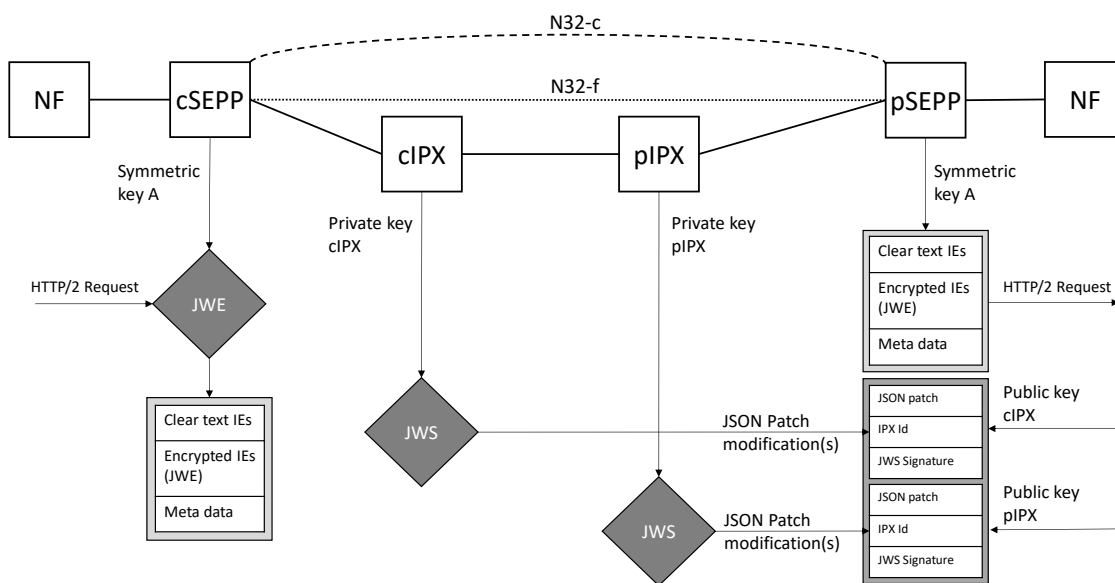 N32-c
N32-f
NF
cSEPP
pSEPP
NF
cIPX
pIPX
Symmetric
key A
Private key
cIPX
Private key
pIPX
Symmetric
key A
HTTP/2 Request
JWE
Clear text IEs
Encrypted IEs
(JWE)
Meta data
HTTP/2 Request
Clear text IEs
Encrypted IEs
(JWE)
Meta data
JWS
JSON Patch
modification(s)
JSON patch
IPX Id
JWS Signature
Public key
cIPX
JWS
JSON Patch
modification(s)
JSON patch
IPX Id
JWS Signature
Public key
pIPX